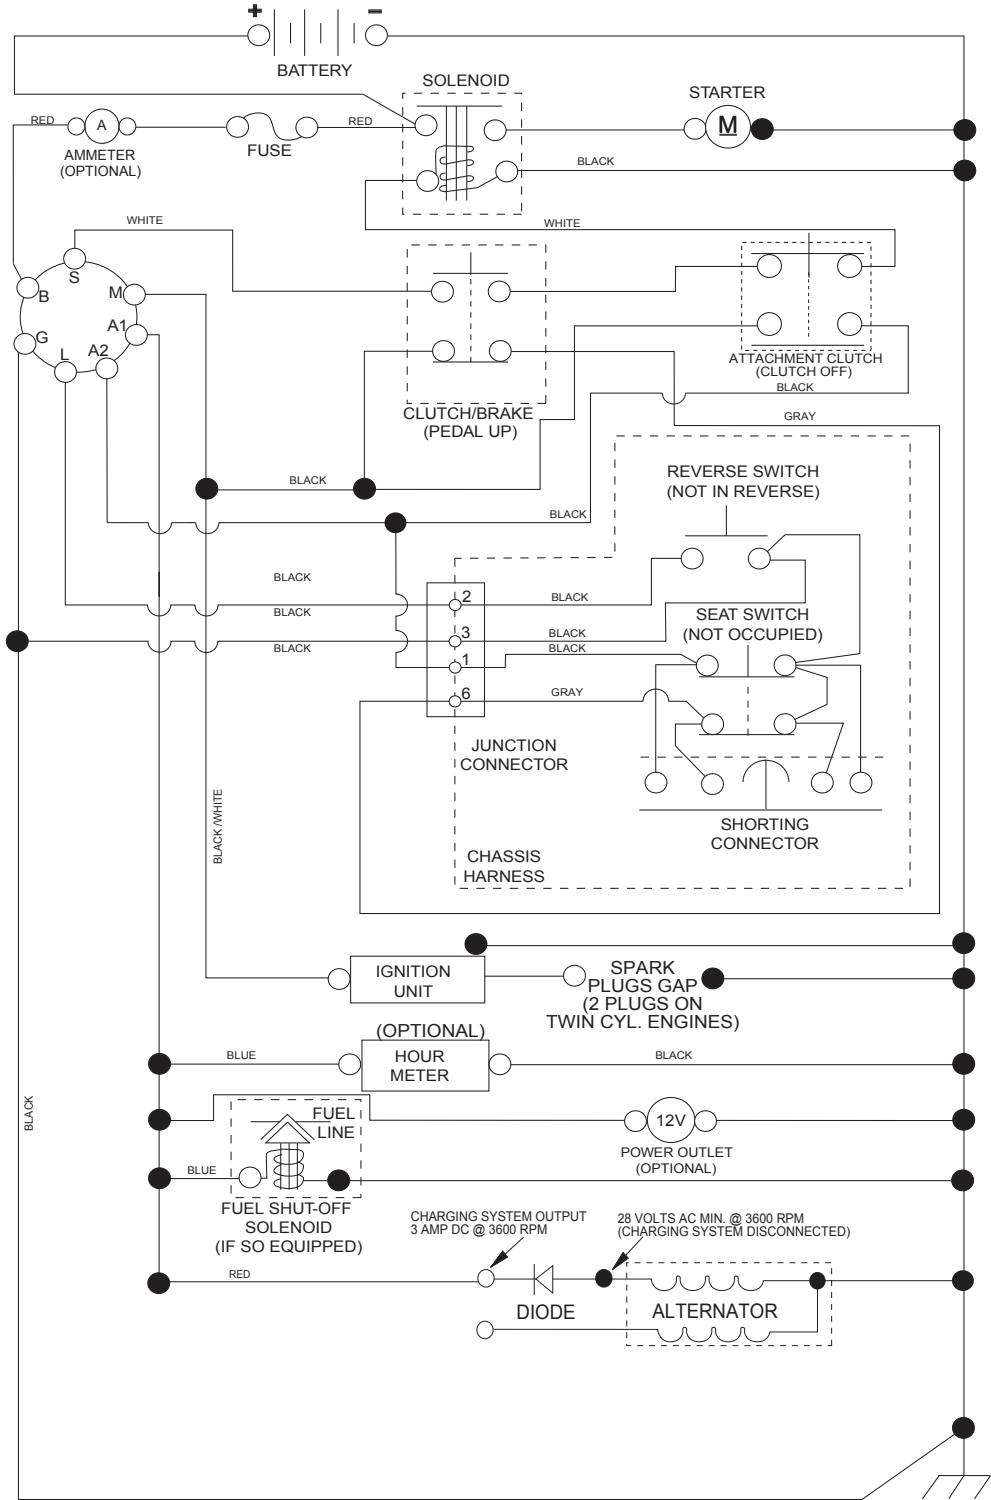 + -
BATTERY
SOLENOID
STARTER
RED
A
RED
M
AMMETER
(OPTIONAL)
FUSE
BLACK
WHITE
WHITE
S
B
M
G
A1
L
A2
ATTACHMENT CLUTCH
(CLUTCH OFF)
BLACK
CLUTCH/BRAKE
(PEDAL UP)
GRAY
BLACK
REVERSE SWITCH
(NOT IN REVERSE)
BLACK
BLACK
2
BLACK
BLACK
SEAT SWITCH
(NOT OCCUPIED)
3
BLACK
BLACK
BLACK
1
6
GRAY
JUNCTION
CONNECTOR
BLACK /WHITE
SHORTING
CONNECTOR
CHASSIS
HARNESS
IGNITION
UNIT
SPARK
PLUGS GAP
(2 PLUGS ON
TWIN CYL. ENGINES)
(OPTIONAL)
BLUE
HOUR
METER
BLACK
BLACK
FUEL
LINE
12V
POWER OUTLET
(OPTIONAL)
BLUE
FUEL SHUT-OFF
SOLENOID
(IF SO EQUIPPED)
CHARGING SYSTEM OUTPUT
3 AMP DC @ 3600 RPM
28 VOLTS AC MIN. @ 3600 RPM
(CHARGING SYSTEM DISCONNECTED)
RED
DIODE
ALTERNATOR